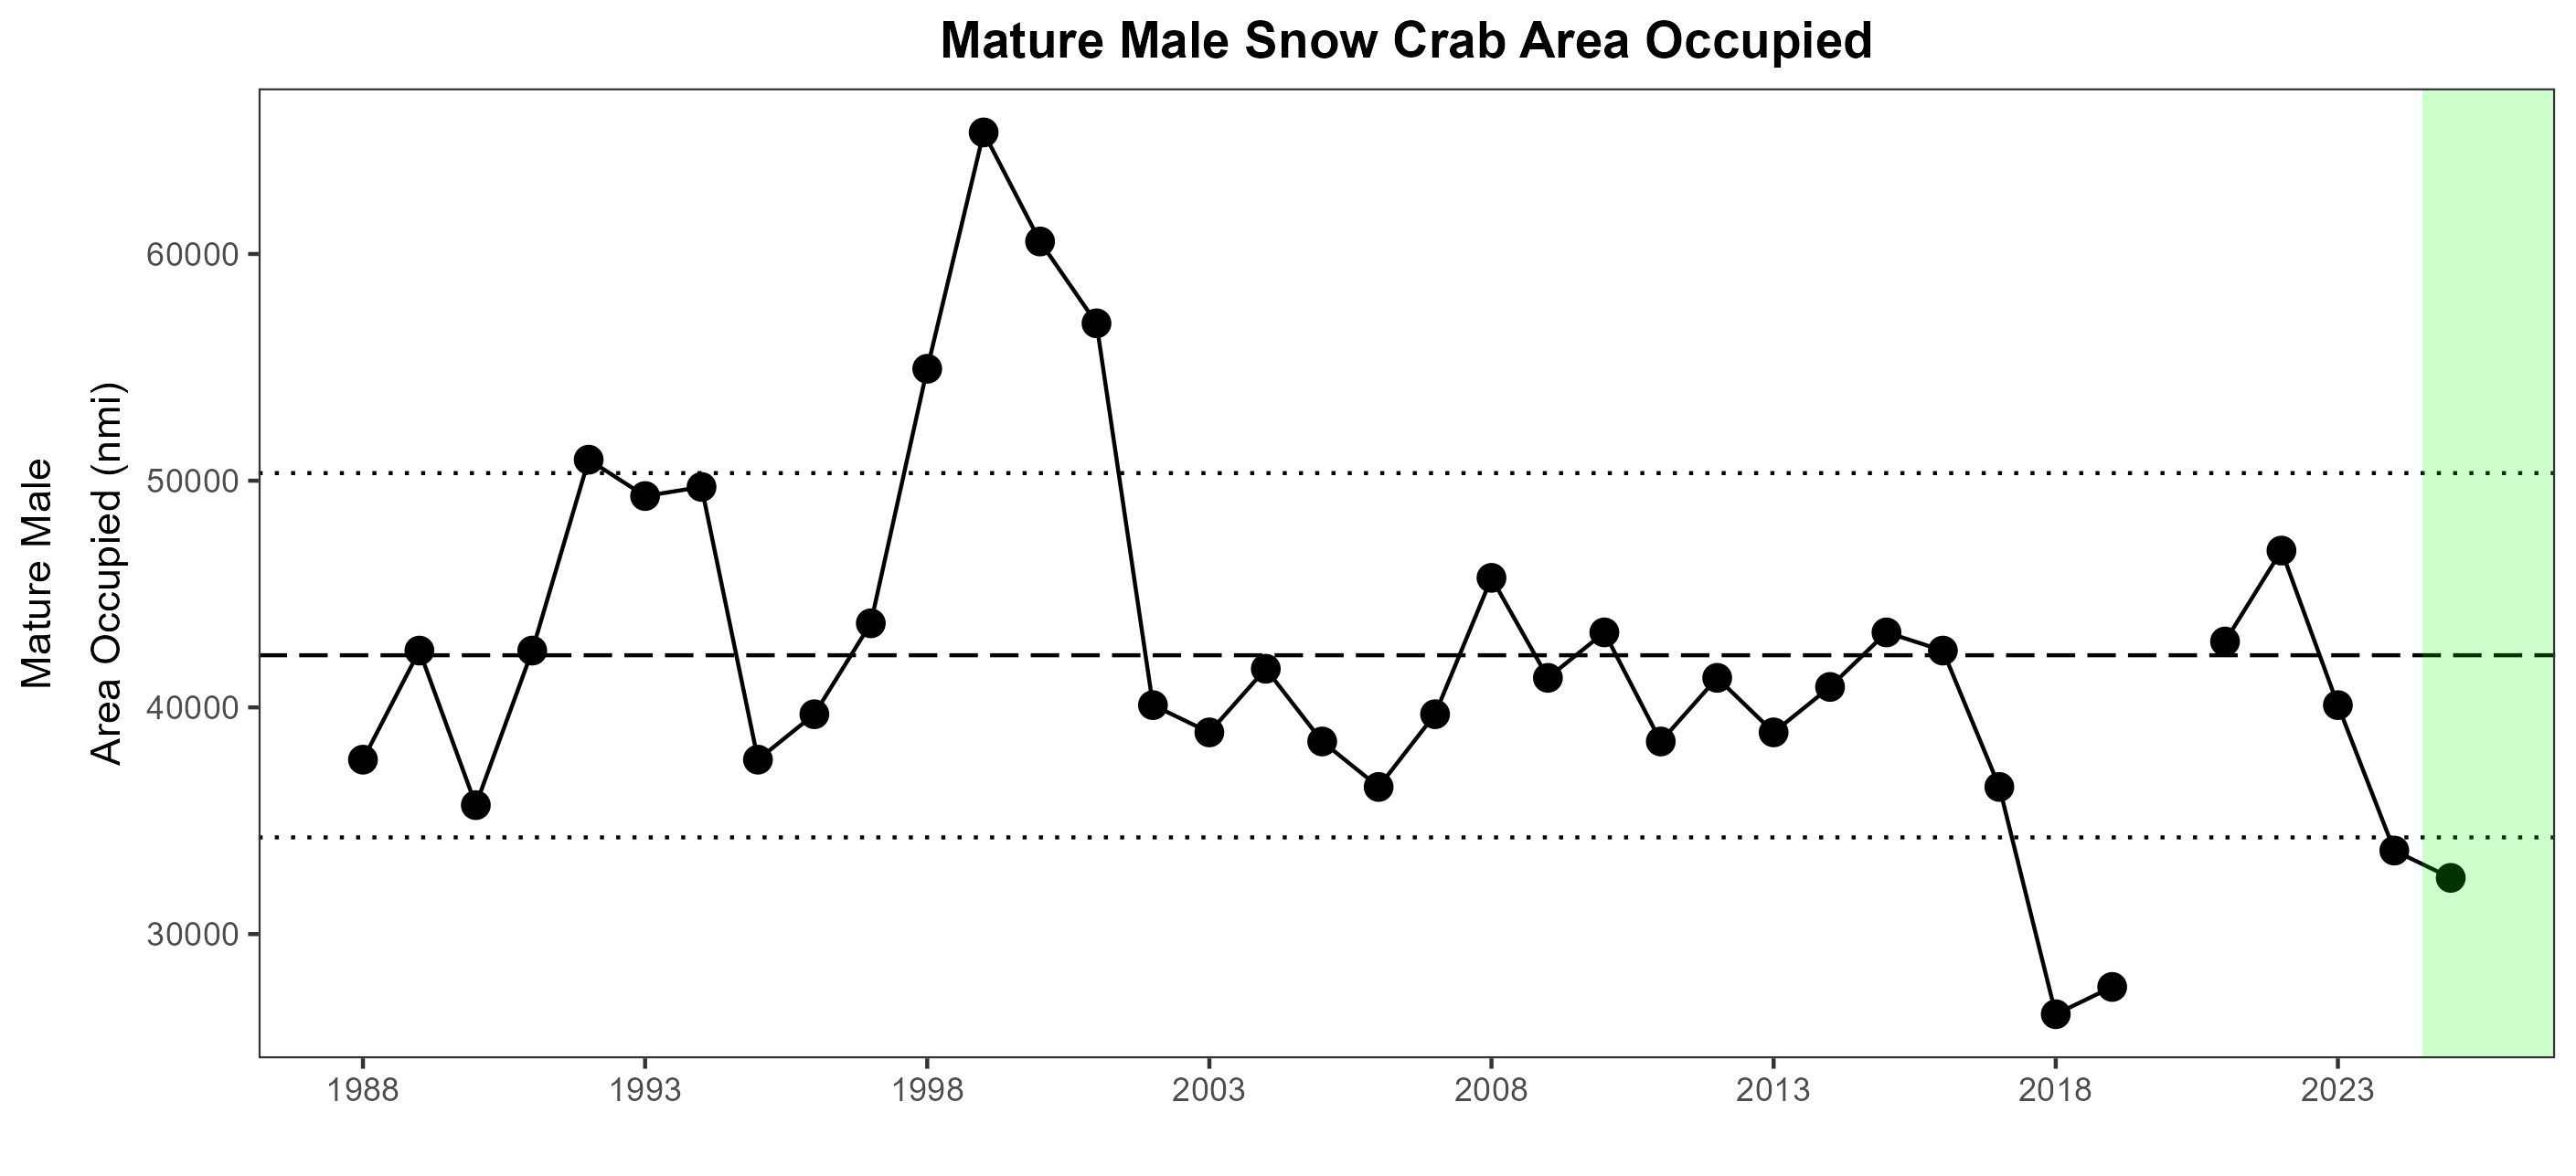 Mature Male Snow Crab Area Occupied
Mature Male
Area Occupied (nmi)
60000
50000
40000
30000
1988 1993 1998 2003 2008 2013 2018 2023